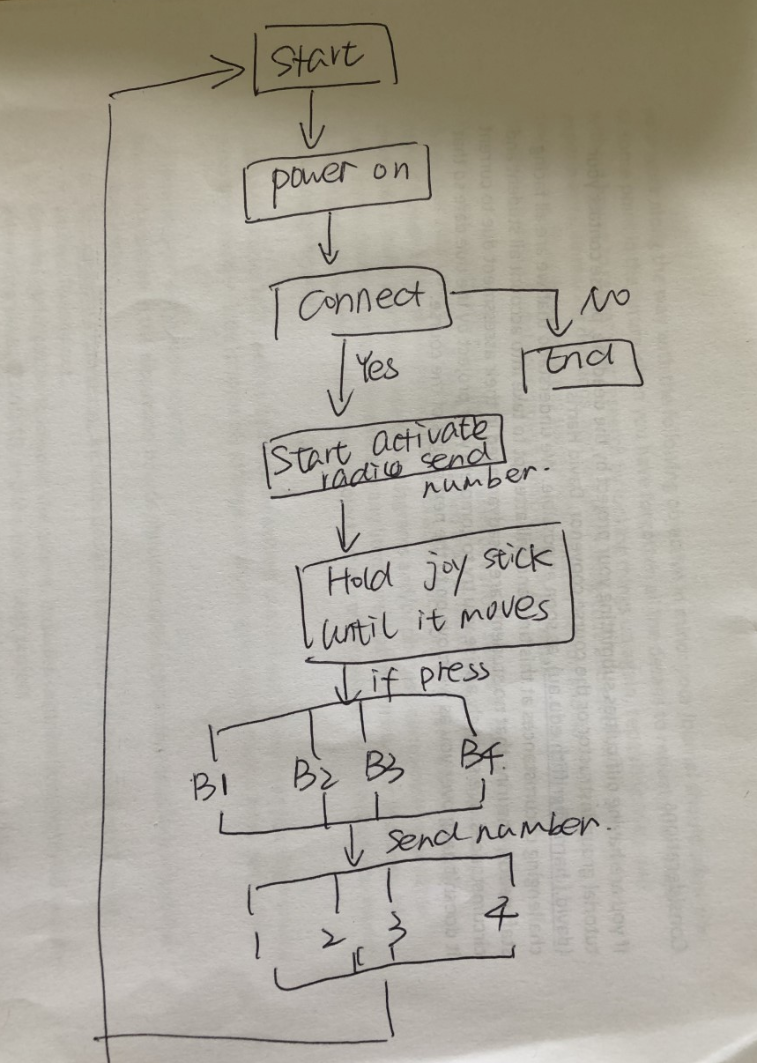 Start
power on
Connect
No
End
Yes
Start activate
radio send
number.
Hold joy stick
until it moves
if press
B1 B2 B3 B4
send number.
1 2 3 4